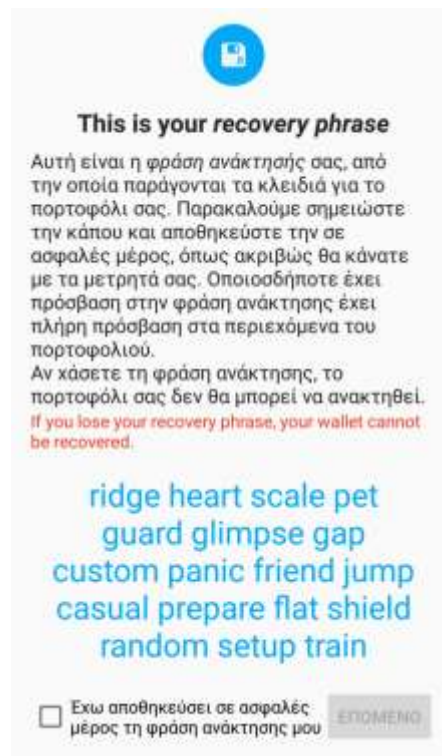 This is your recovery phrase
Αυτή είναι η φράση ανάκτησής σας, από
την οποία παράγονται τα κλειδιά για το
πορτοφόλι σας. Παρακαλούμε σημειώστε
την κάπου και αποθηκεύστε την σε
ασφαλές μέρος, όπως ακριβώς θα κάνατε
με τα μετρητά σας. Οποιοσδήποτε έχει
πρόσβαση στην φράση ανάκτησης έχει
πλήρη πρόσβαση στα περιεχόμενα του
πορτοφολιού.
Αν χάσετε τη φράση ανάκτησης, το
πορτοφόλι σας δεν θα μπορεί να ανακτηθεί.
If you lose your recovery phrase, your wallet cannot
be recovered.
ridge heart scale pet
guard glimpse gap
custom panic friend jump
casual prepare flat shield
random setup train
Έχω αποθηκεύσει σε ασφαλές
μέρος τη φράση ανάκτησης μου
ΕΠΟΜΕΝΟ